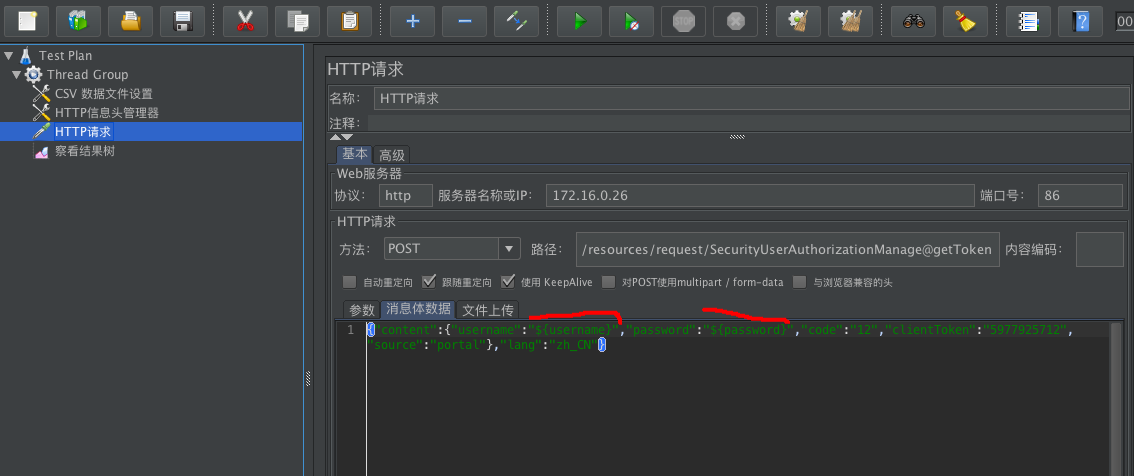 STOP
00
Test Plan
Thread Group
CSV 数据文件设置
HTTP信息头管理器
HTTP请求
察看结果树
HTTP请求
名称： HTTP请求
注释：
基本 高级
Web服务器
协议： http 服务器名称或IP： 172.16.0.26 端口号： 86
HTTP请求
方法： POST 路径： /resources/request/SecurityUserAuthorizationManage@getToken 内容编码：
自动重定向 跟随重定向 使用 KeepAlive 对POST使用multipart / form-data 与浏览器兼容的头
参数 消息体数据 文件上传
1 {"content":{"username":"${username}","password":"${password}","code":"12","clientToken":"5977925712",
"source":"portal"},"lang":"zh_CN"}